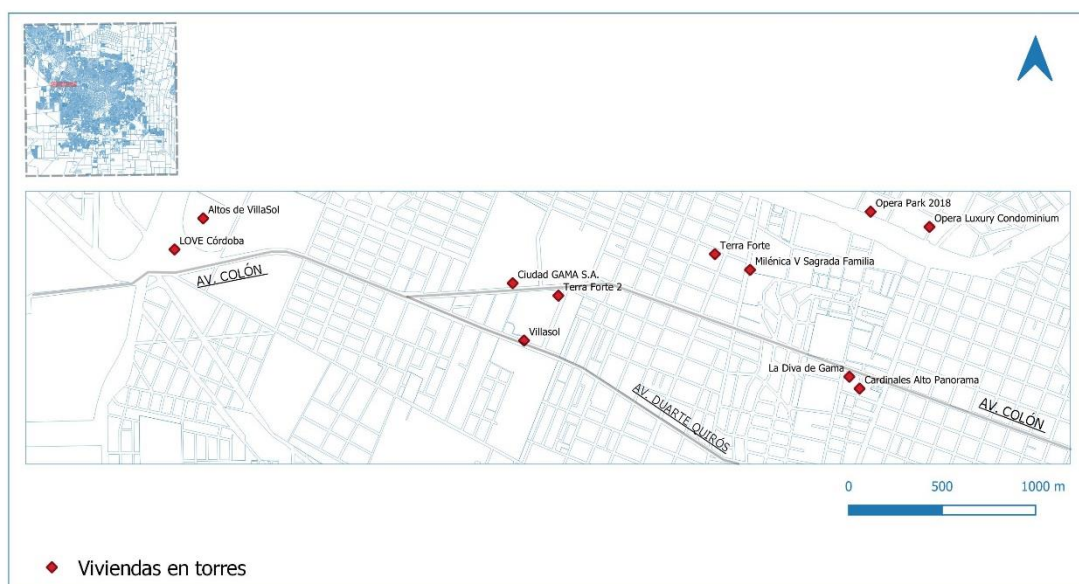 Altos de VillaSol
LOVE Córdoba
AV. COLÓN
Opera Park 2018
Opera Luxury Condominium
Terra Forte
Milénica V Sagrada Familia
Ciudad GAMA S.A.
Terra Forte 2
Villasol
La Diva de Gama
Cardinales Alto Panorama
AV. DUARTE QUIRÓS
AV. COLÓN
0 500 1000 m
Viviendas en torres